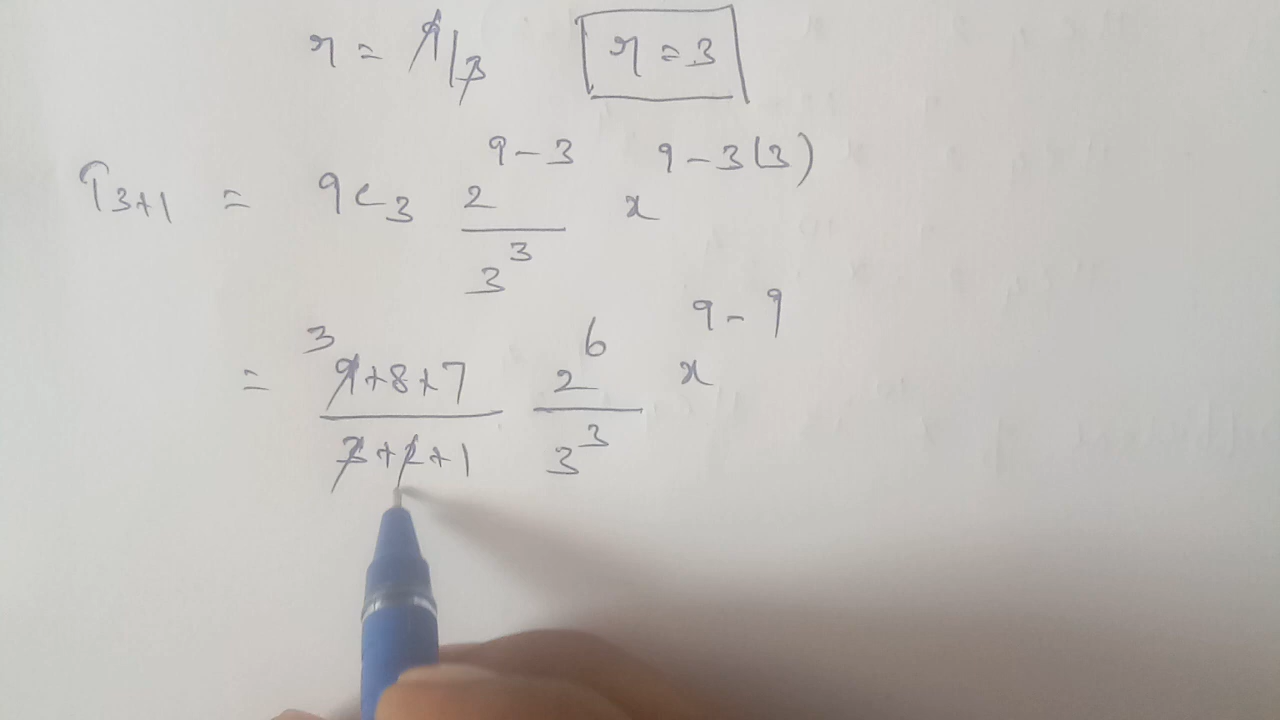 r = 9/3 r = 3
T3+1 = 9c3 2^9-3/3^3 x^9-3(3)
= 3 9+8+7/3+2+1 2^6/3^3 x^9-9